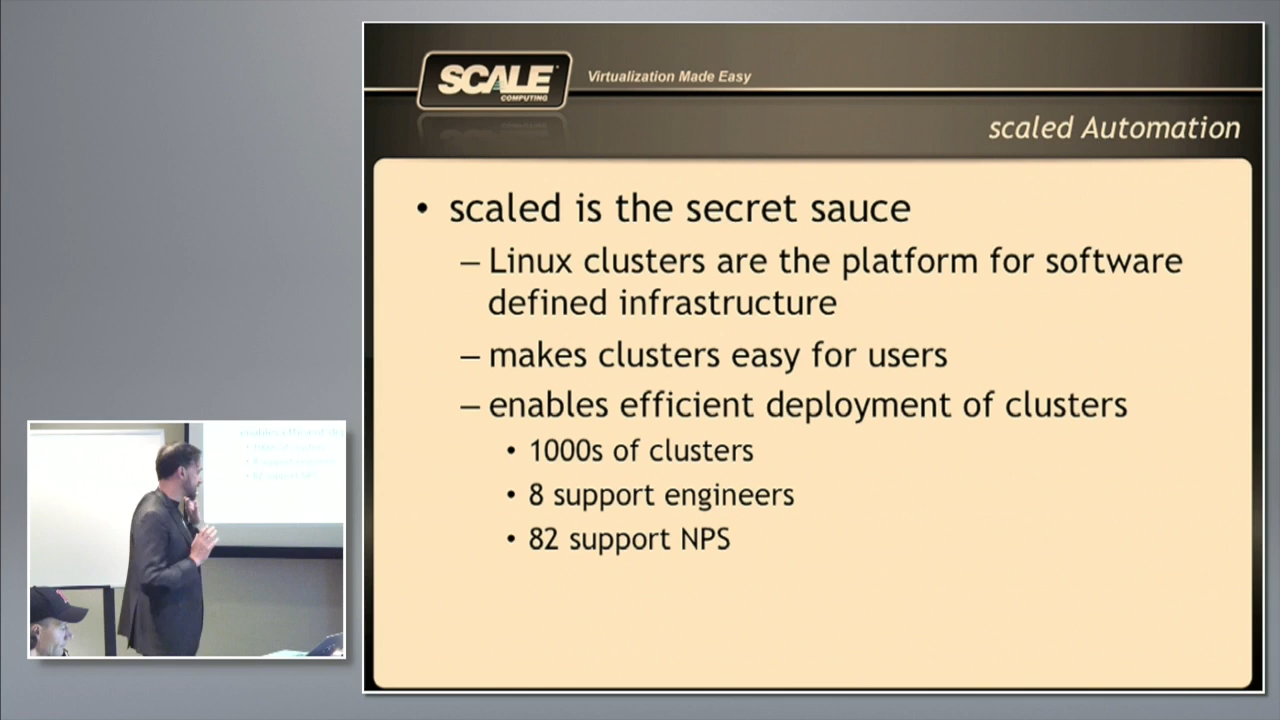 SCALE
COMPUTING
Virtualization Made Easy
scaled Automation
• scaled is the secret sauce
– Linux clusters are the platform for software
defined infrastructure
– makes clusters easy for users
– enables efficient deployment of clusters
• 1000s of clusters
• 8 support engineers
• 82 support NPS